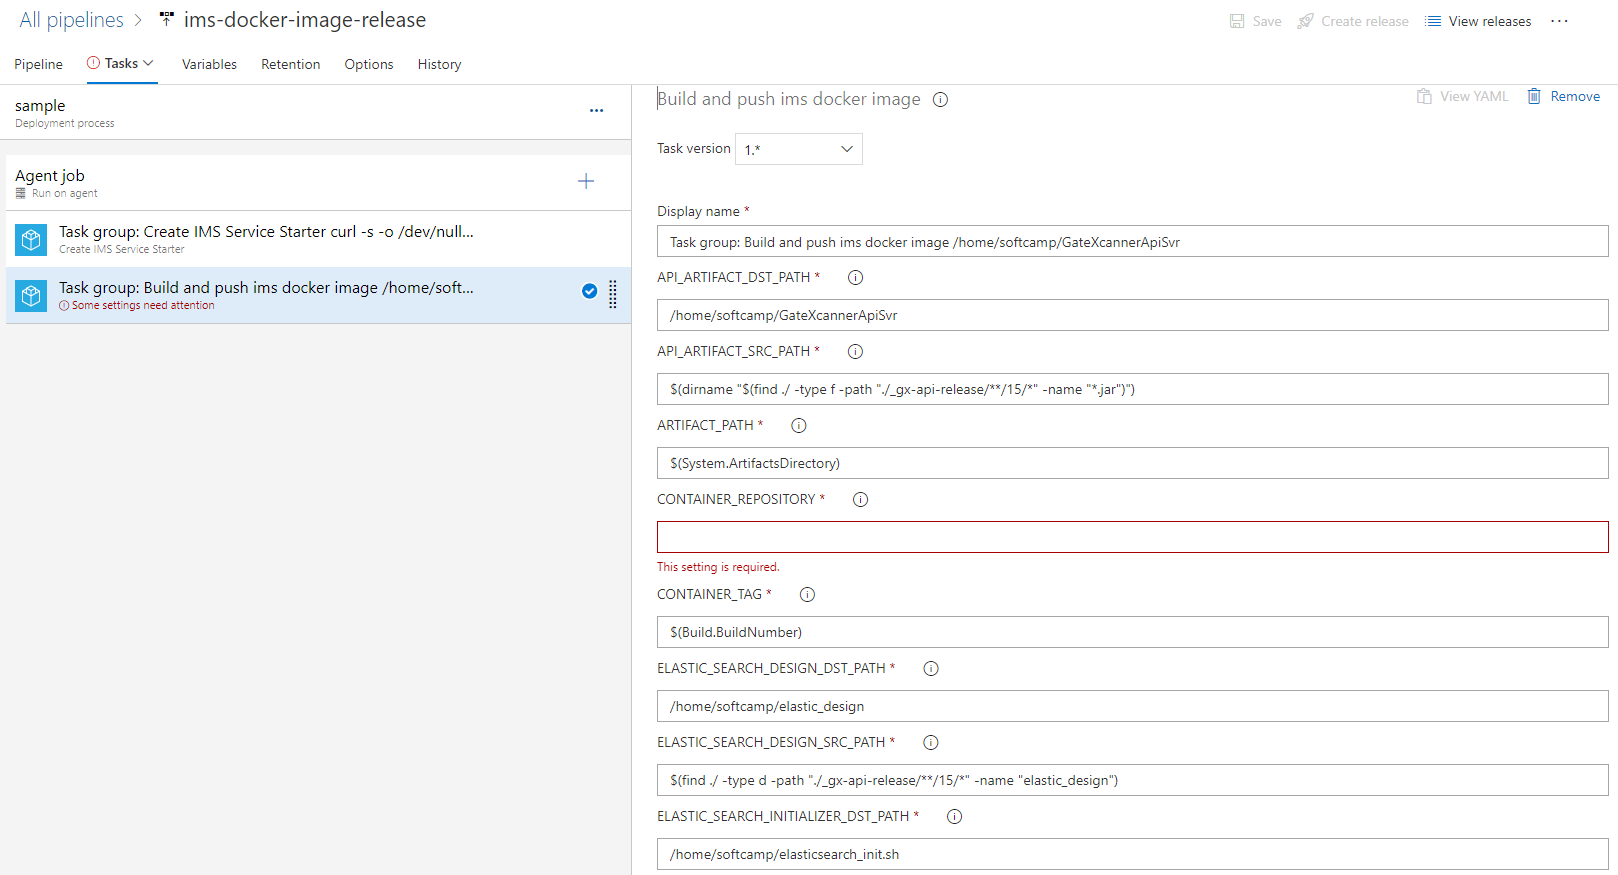 All pipelines > ims-docker-image-release
Save Create release View releases ...
Pipeline Tasks Variables Retention Options History
sample
Deployment process
Agent job
Run on agent
Task group: Create IMS Service Starter curl -s -o /dev/null...
Create IMS Service Starter
Task group: Build and push ims docker image /home/soft...
Some settings need attention
Build and push ims docker image
View YAML Remove
Task version 1.*
Display name *
Task group: Build and push ims docker image /home/softcamp/GateXcannerApiSvr
API_ARTIFACT_DST_PATH *
/home/softcamp/GateXcannerApiSvr
API_ARTIFACT_SRC_PATH *
$(dirname "$(find ./ -type f -path "./_gx-api-release/**/15/*" -name "*.jar")")
ARTIFACT_PATH *
$(System.ArtifactsDirectory)
CONTAINER_REPOSITORY *
This setting is required.
CONTAINER_TAG *
$(Build.BuildNumber)
ELASTIC_SEARCH_DESIGN_DST_PATH *
/home/softcamp/elastic_design
ELASTIC_SEARCH_DESIGN_SRC_PATH *
$(find ./ -type d -path "./_gx-api-release/**/15/*" -name "elastic_design")
ELASTIC_SEARCH_INITIALIZER_DST_PATH *
/home/softcamp/elasticsearch_init.sh